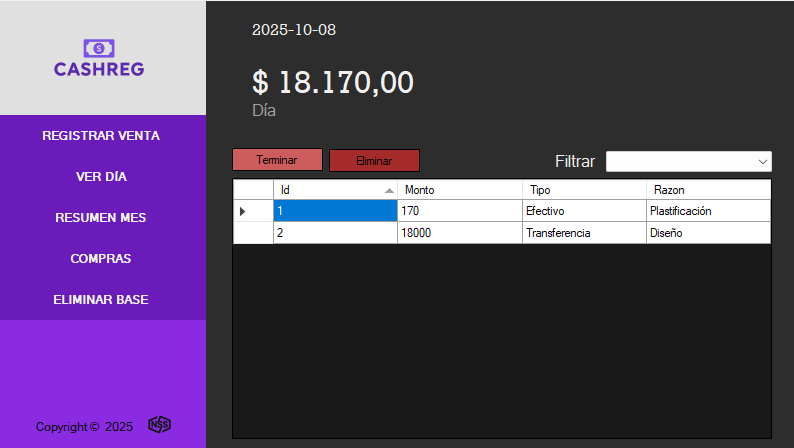 CASHREG
REGISTRAR VENTA
VER DÍA
RESUMEN MES
COMPRAS
ELIMINAR BASE
Copyright © 2025
NSS
2025-10-08
$ 18.170,00
Día
Terminar
Eliminar
Filtrar
Id Monto Tipo Razon
1 170 Efectivo Plastificación
2 18000 Transferencia Diseño